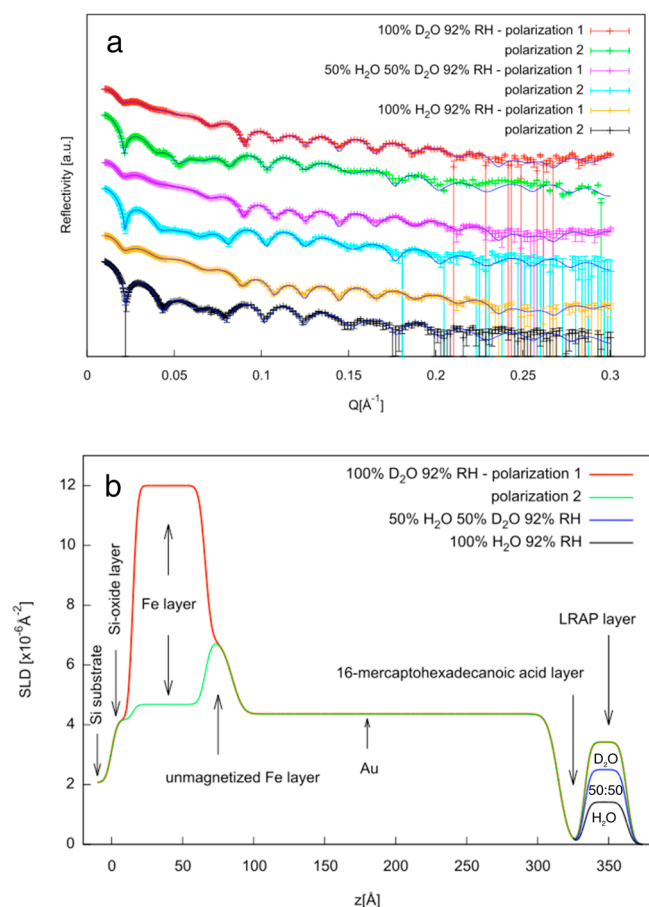 a
100% D₂O 92% RH - polarization 1
polarization 2
50% H₂O 50% D₂O 92% RH - polarization 1
polarization 2
100% H₂O 92% RH - polarization 1
polarization 2
Reflectivity [a.u.]
0 0.05 0.1 0.15 0.2 0.25 0.3
Q[Å⁻¹]
b
100% D₂O 92% RH - polarization 1
polarization 2
50% H₂O 50% D₂O 92% RH
100% H₂O 92% RH
12
10
8
6
4
2
0
SLD [x10⁻⁶Å⁻²]
Si substrate
Si-oxide layer
Fe layer
unmagnetized Fe layer
Au
16-mercaptohexadecanoic acid layer
LRAP layer
D₂O
50:50
H₂O
0 50 100 150 200 250 300 350
z[Å]